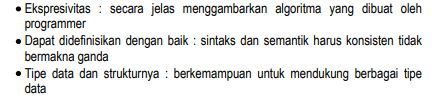 • Ekspresivitas : secara jelas menggambarkan algoritma yang dibuat oleh
programmer
• Dapat didefinisikan dengan baik : sintaks dan semantik harus konsisten tidak
bermakna ganda
• Tipe data dan strukturnya : berkemampuan untuk mendukung berbagai tipe
data